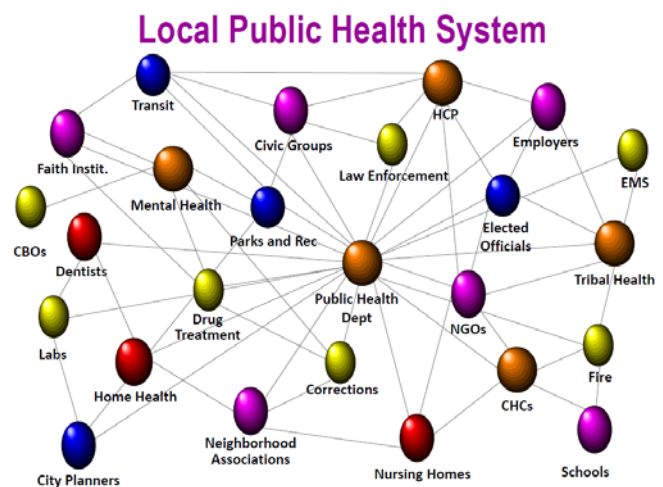 Local Public Health System
Transit
HCP
Civic Groups
Employers
Faith Instit.
Law Enforcement
EMS
Mental Health
CBOs
Parks and Rec
Elected
Officials
Dentists
Tribal Health
Public Health
Dept
Drug
Treatment
NGOs
Labs
Home Health
Corrections
CHCs
Fire
Neighborhood
Associations
City Planners
Nursing Homes
Schools